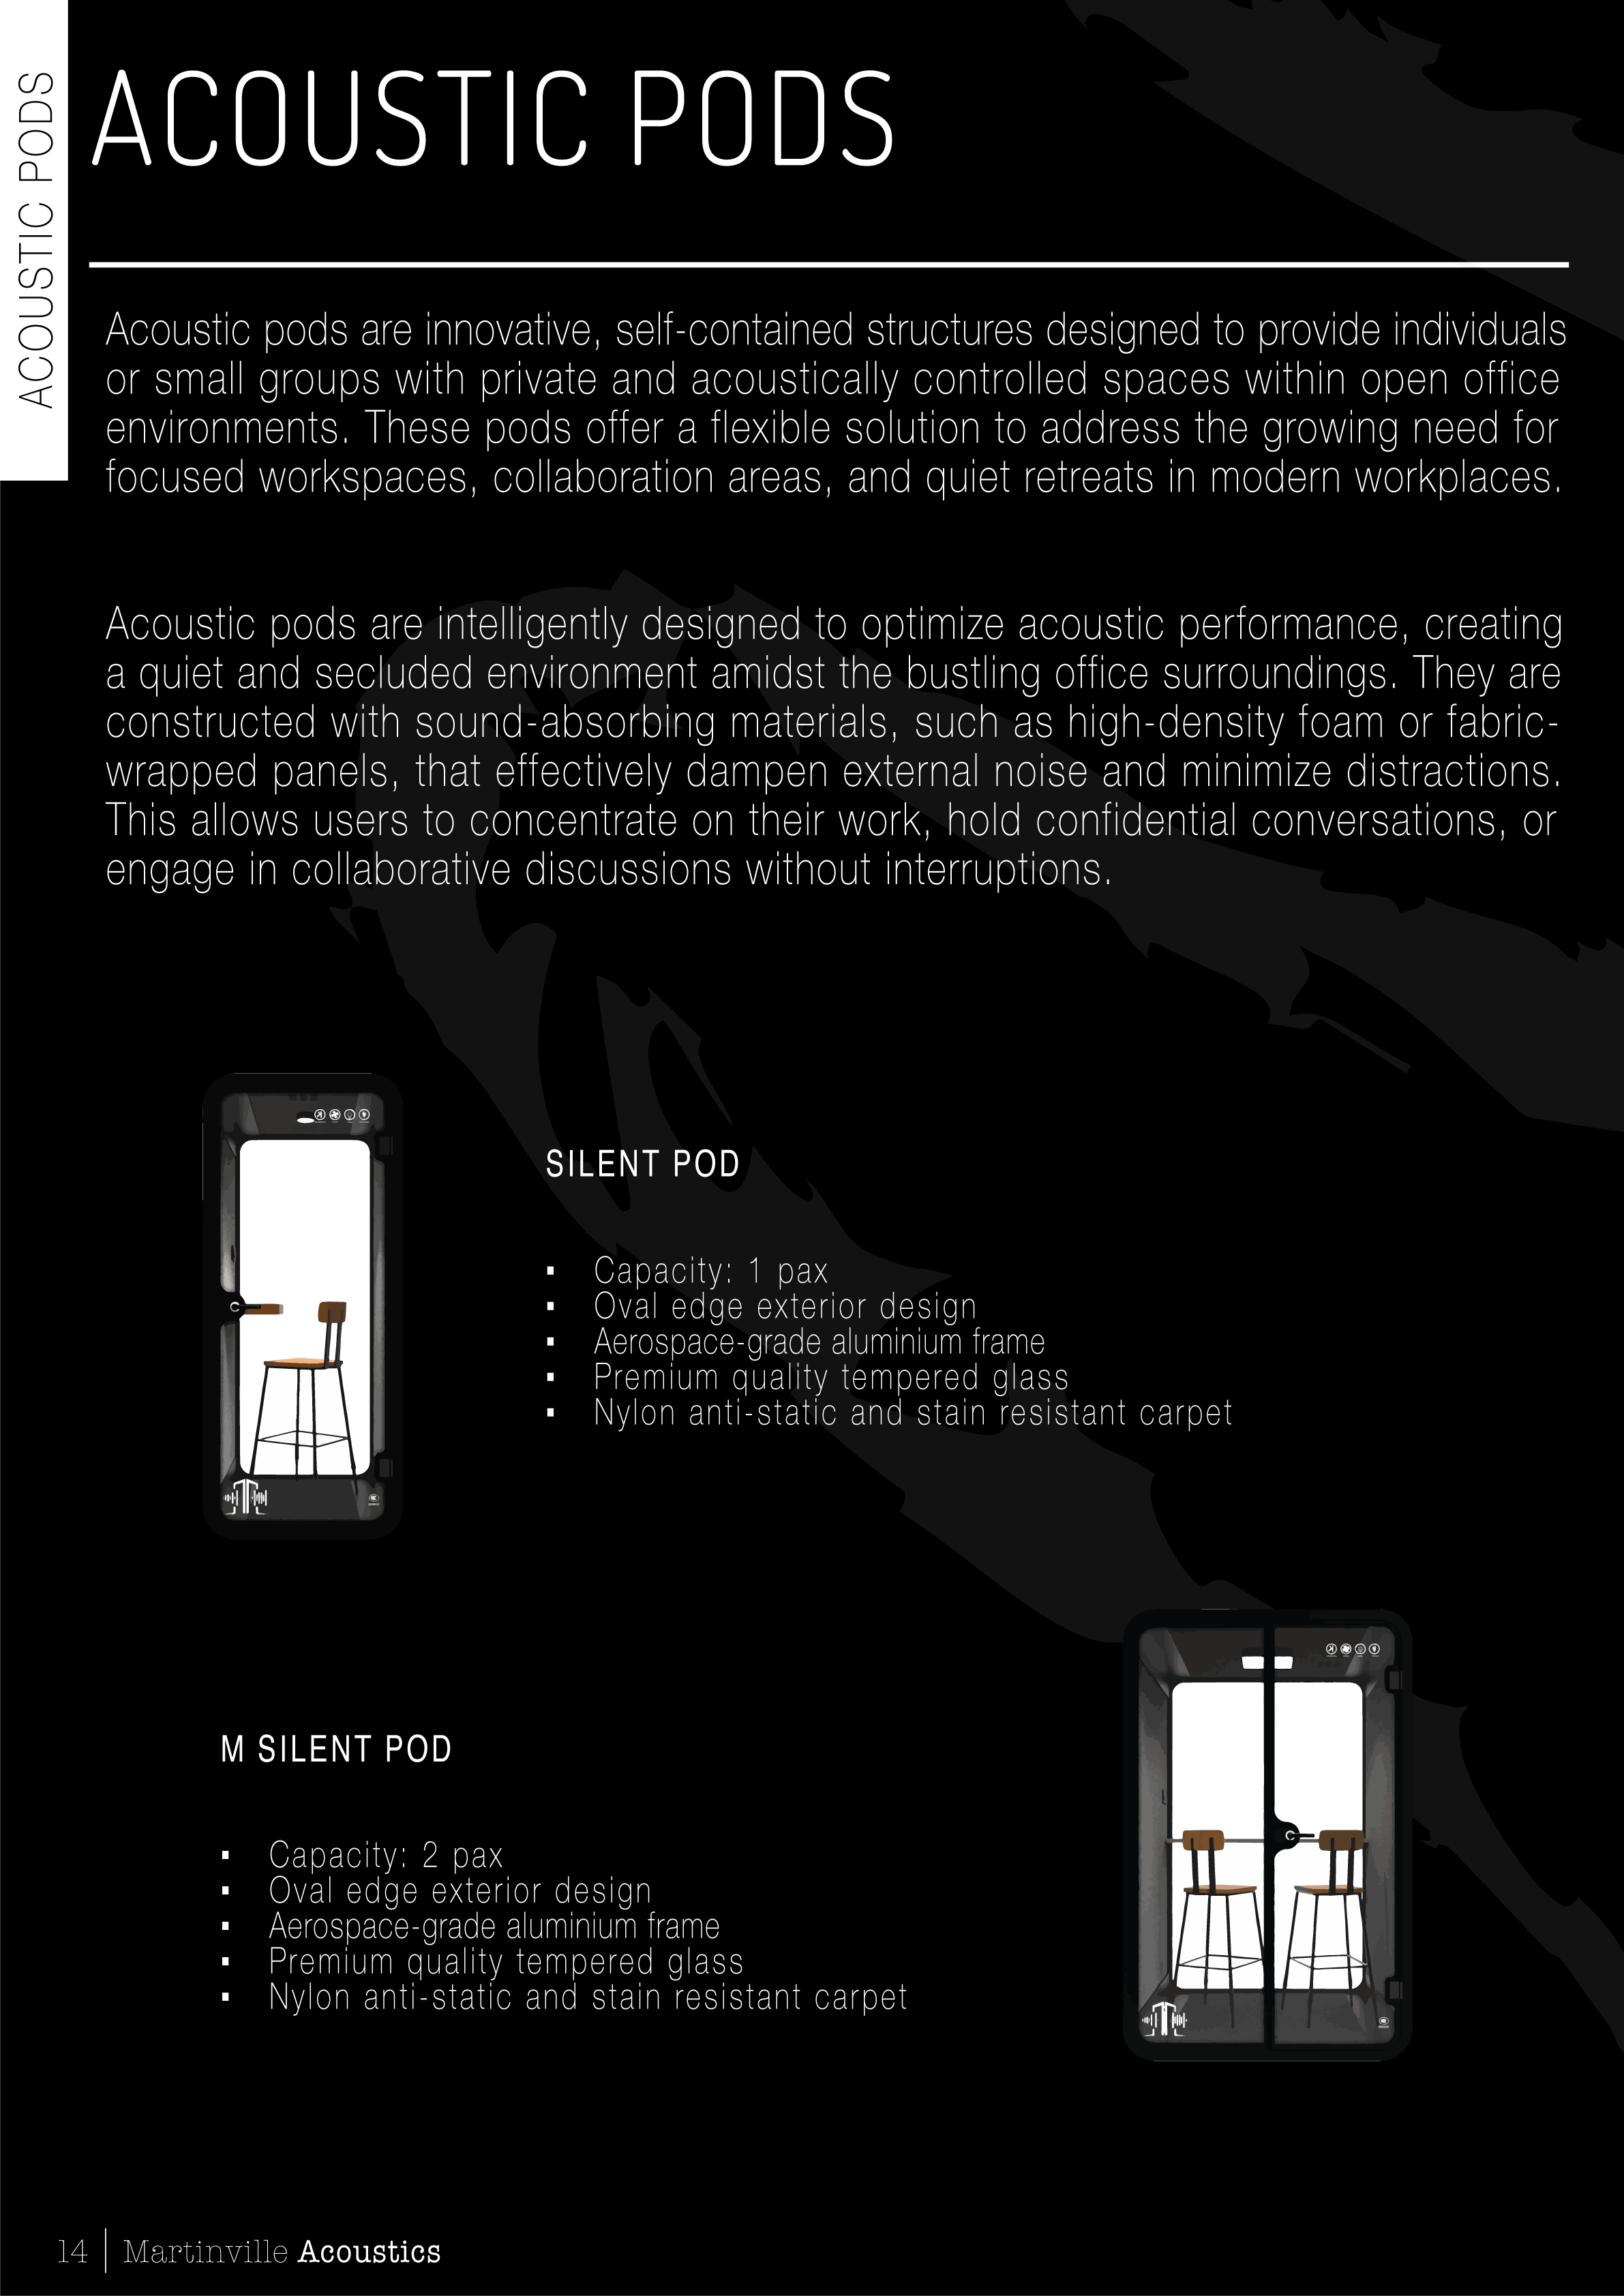 ACOUSTIC PODS
ACOUSTIC PODS
Acoustic pods are innovative, self-contained structures designed to provide individuals
or small groups with private and acoustically controlled spaces within open office
environments. These pods offer a flexible solution to address the growing need for
focused workspaces, collaboration areas, and quiet retreats in modern workplaces.
Acoustic pods are intelligently designed to optimize acoustic performance, creating
a quiet and secluded environment amidst the bustling office surroundings. They are
constructed with sound-absorbing materials, such as high-density foam or fabric-
wrapped panels, that effectively dampen external noise and minimize distractions.
This allows users to concentrate on their work, hold confidential conversations, or
engage in collaborative discussions without interruptions.
SILENT POD
▪ Capacity: 1 pax
▪ Oval edge exterior design
▪ Aerospace-grade aluminium frame
▪ Premium quality tempered glass
▪ Nylon anti-static and stain resistant carpet
M SILENT POD
▪ Capacity: 2 pax
▪ Oval edge exterior design
▪ Aerospace-grade aluminium frame
▪ Premium quality tempered glass
▪ Nylon anti-static and stain resistant carpet
14 | Martinville Acoustics